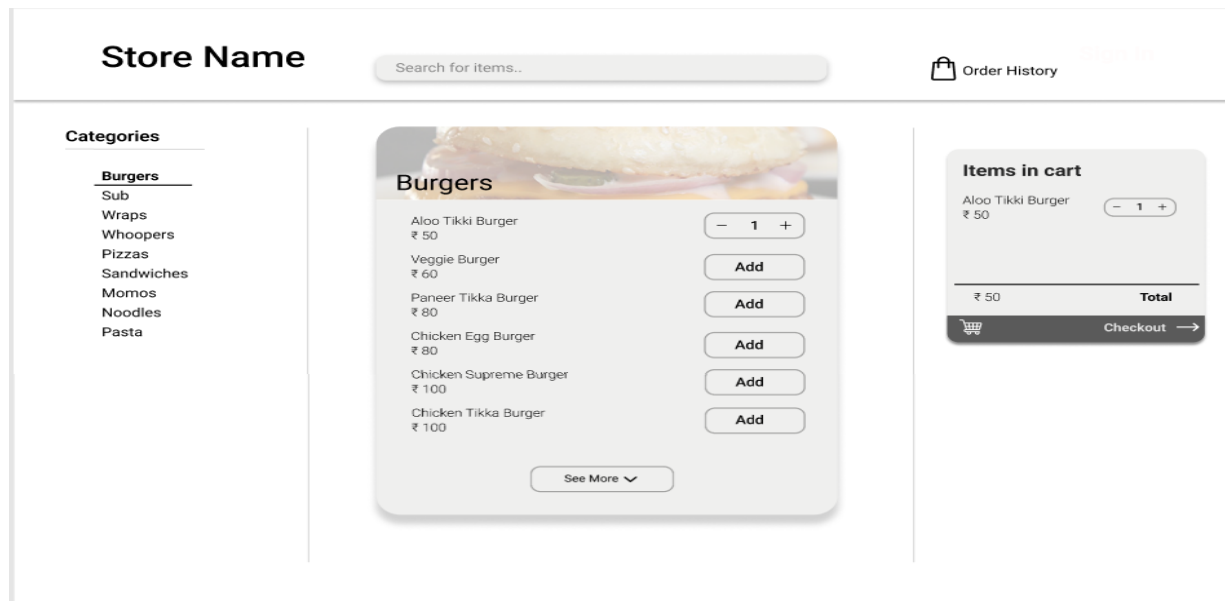 Store Name
Search for items..
Order History
Categories
Burgers
Sub
Wraps
Whoopers
Pizzas
Sandwiches
Momos
Noodles
Pasta
Burgers
Aloo Tikki Burger
₹ 50
− 1 +
Veggie Burger
₹ 60
Add
Paneer Tikka Burger
₹ 80
Add
Chicken Egg Burger
₹ 80
Add
Chicken Supreme Burger
₹ 100
Add
Chicken Tikka Burger
₹ 100
Add
See More
Items in cart
Aloo Tikki Burger
₹ 50
− 1 +
₹ 50 Total
Checkout